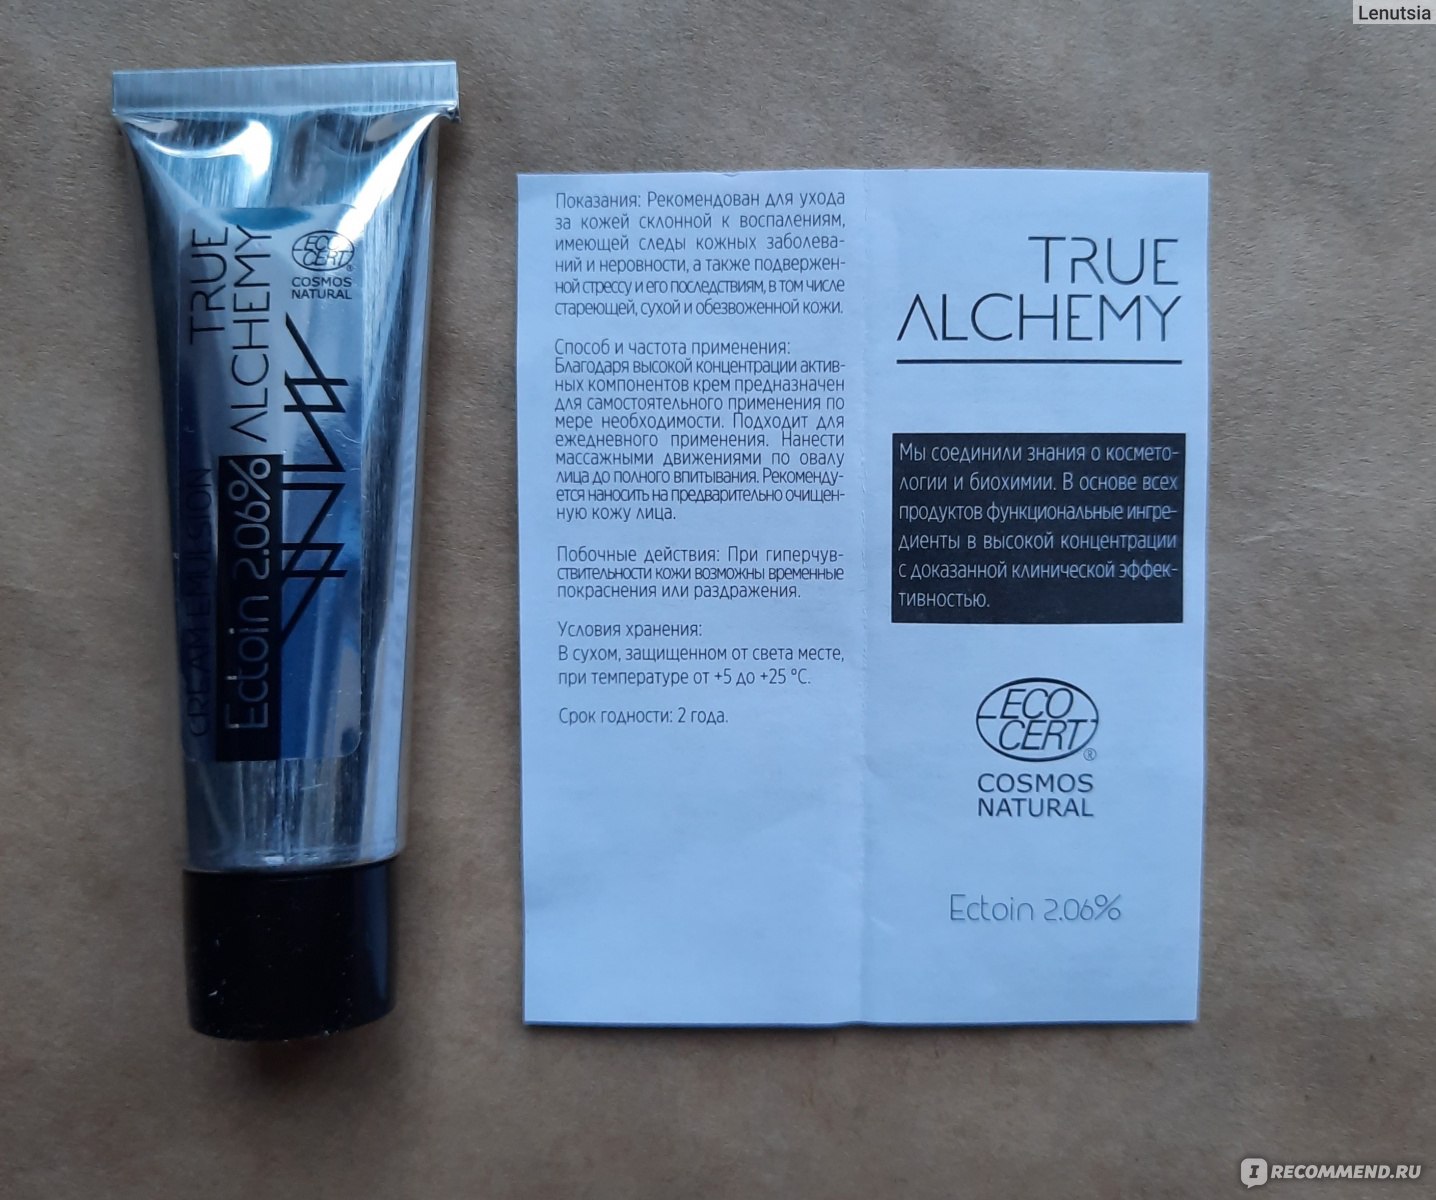 Lenutsia
TRUE
ALCHEMY
ECO
CERT
®
COSMOS
NATURAL
CREAM EMULSION
Ectoin 2.06%
Показания: Рекомендован для ухода
за кожей склонной к воспалениям,
имеющей следы кожных заболева-
ний и неровности, а также подвержен-
ной стрессу и его последствиям, в том числе
стареющей, сухой и обезвоженной кожи.
Способ и частота применения:
Благодаря высокой концентрации актив-
ных компонентов крем предназначен
для самостоятельного применения по
мере необходимости. Подходит для
ежедневного применения. Нанести
массажными движениями по овалу
лица до полного впитывания. Рекоменду-
ется наносить на предварительно очищен-
ную кожу лица.
Побочные действия: При гиперчув-
ствительности кожи возможны временные
покраснения или раздражения.
Условия хранения:
В сухом, защищенном от света месте,
при температуре от +5 до +25 °C.
Срок годности: 2 года.
TRUE
ALCHEMY
Мы соединили знания о космето-
логии и биохимии. В основе всех
продуктов функциональные ингре-
диенты в высокой концентрации
с доказанной клинической эффек-
тивностью.
ECO
CERT
®
COSMOS
NATURAL
Ectoin 2.06%
IRECOMMEND.RU